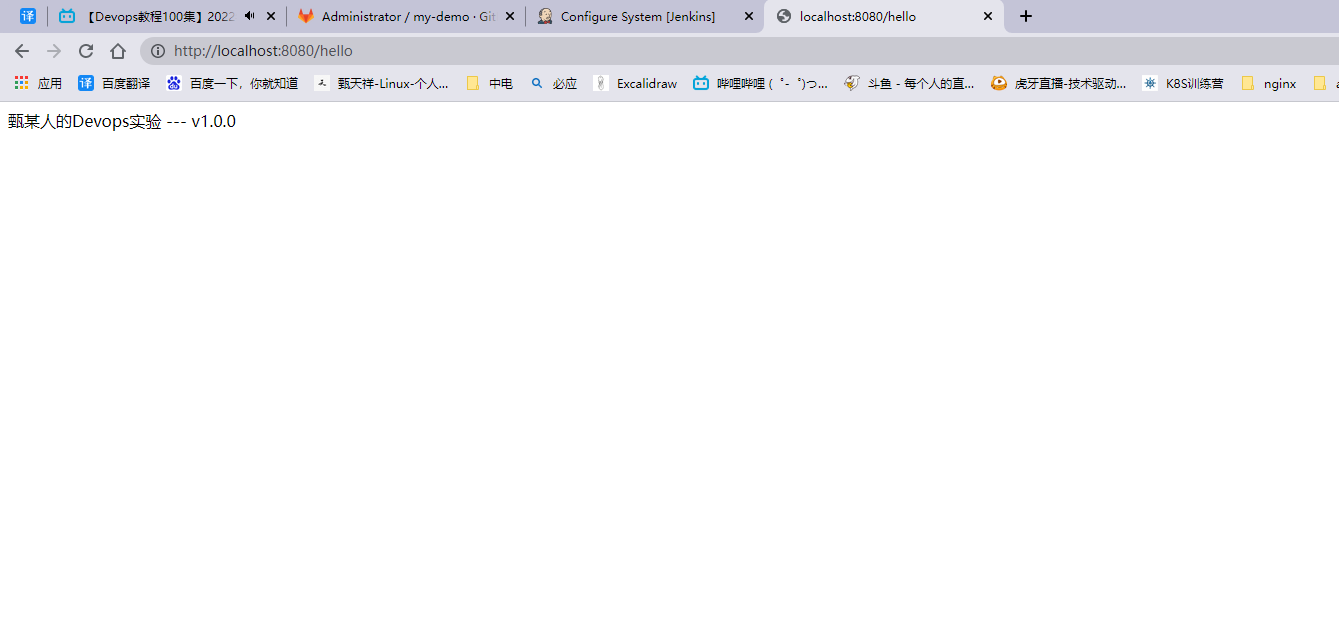 译 【Devops教程100集】2022 Administrator / my-demo · Git Configure System [Jenkins] localhost:8080/hello
http://localhost:8080/hello
应用 译 百度翻译 百度一下，你就知道 甄天祥-Linux-个人... 中电 必应 Excalidraw 哔哩哔哩 ( ゜- ゜)つ... 斗鱼 - 每个人的直... 虎牙直播-技术驱动... K8S训练营 nginx
甄某人的Devops实验 --- v1.0.0